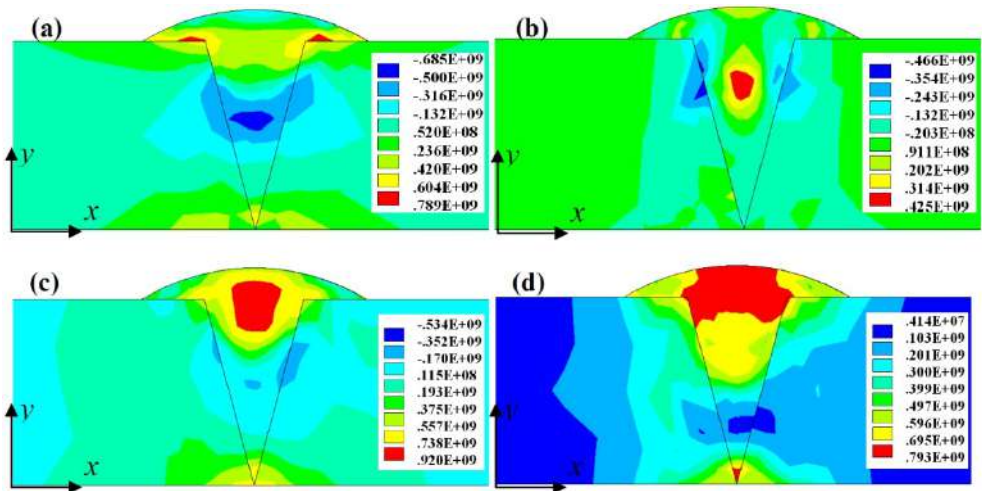 (a)
-.685E+09
-.500E+09
-.316E+09
-.132E+09
.520E+08
.236E+09
.420E+09
.604E+09
.789E+09
y
x
(b)
-.466E+09
-.354E+09
-.243E+09
-.132E+09
-.203E+08
.911E+08
.202E+09
.314E+09
.425E+09
y
x
(c)
-.534E+09
-.352E+09
-.170E+09
.115E+08
.193E+09
.375E+09
.557E+09
.738E+09
.920E+09
y
x
(d)
.414E+07
.103E+09
.201E+09
.300E+09
.399E+09
.497E+09
.596E+09
.695E+09
.793E+09
y
x